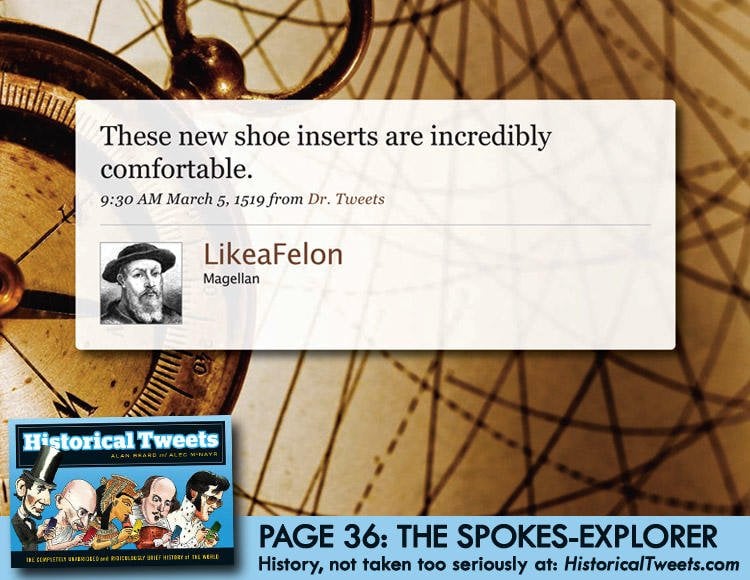 These new shoe inserts are incredibly
comfortable.
9:30 AM March 5, 1519 from Dr. Tweets
LikeaFelon
Magellan
Historical Tweets
ALAN BEARD and ALEC McNAYR
THE COMPLETELY UNABRIDGED and RIDICULOUSLY BRIEF HISTORY OF THE WORLD
PAGE 36: THE SPOKES-EXPLORER
History, not taken too seriously at: HistoricalTweets.com